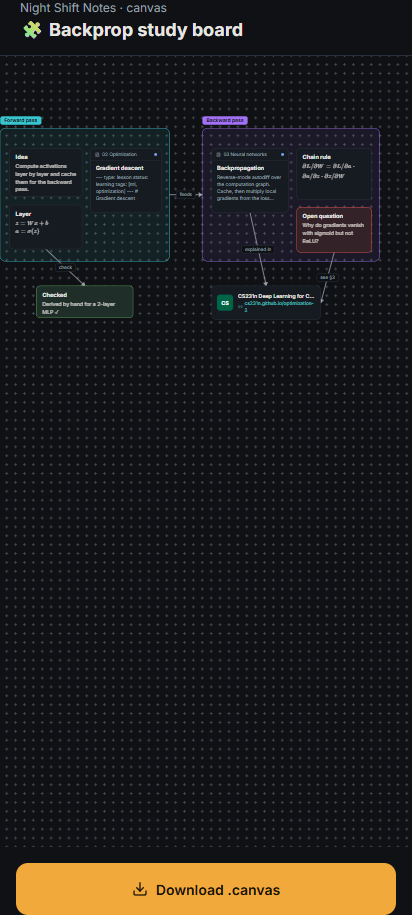 Night Shift Notes · canvas
🧩 Backprop study board
Forward pass
Idea
Compute activations
layer by layer and cache
them for the backward
pass.
Layer
z = Wx + b
a = σ(z)
02 Optimization
Gradient descent
--- type: lesson status:
learning tags: [ml,
optimization] --- #
Gradient descent
feeds
Backward pass
03 Neural networks
Backpropagation
Reverse-mode autodiff over
the computation graph.
Cache, then multiply local
gradients from the loss...
Chain rule
∂L/∂W = ∂L/∂a ·
∂a/∂z · ∂z/∂W
Open question
Why do gradients vanish
with sigmoid but not
ReLU?
check
explained in
see §3
Checked
Derived by hand for a 2-layer
MLP ✓
CS
CS231n Deep Learning for C...
cs231n.github.io/optimization-
2
Download .canvas